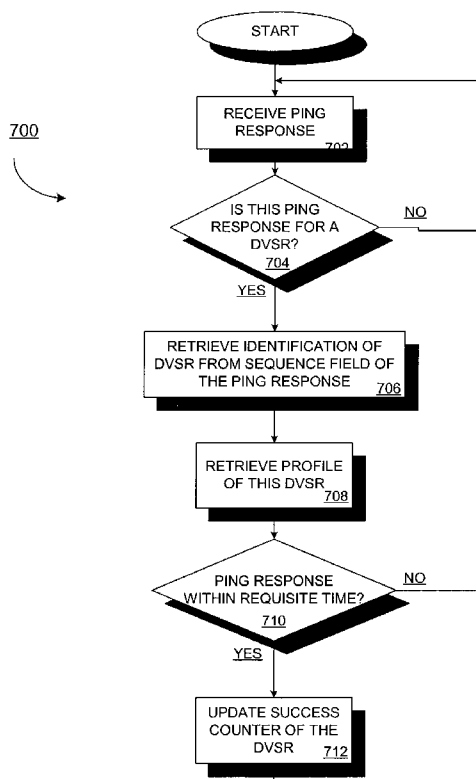 START
RECEIVE PING
RESPONSE
702
700
IS THIS PING
RESPONSE FOR A
DVSR?
704
NO
YES
RETRIEVE IDENTIFICATION OF
DVSR FROM SEQUENCE FIELD OF
THE PING RESPONSE
706
RETRIEVE PROFILE
OF THIS DVSR
708
PING RESPONSE
WITHIN REQUISITE TIME?
710
NO
YES
UPDATE SUCCESS
COUNTER OF THE
DVSR
712